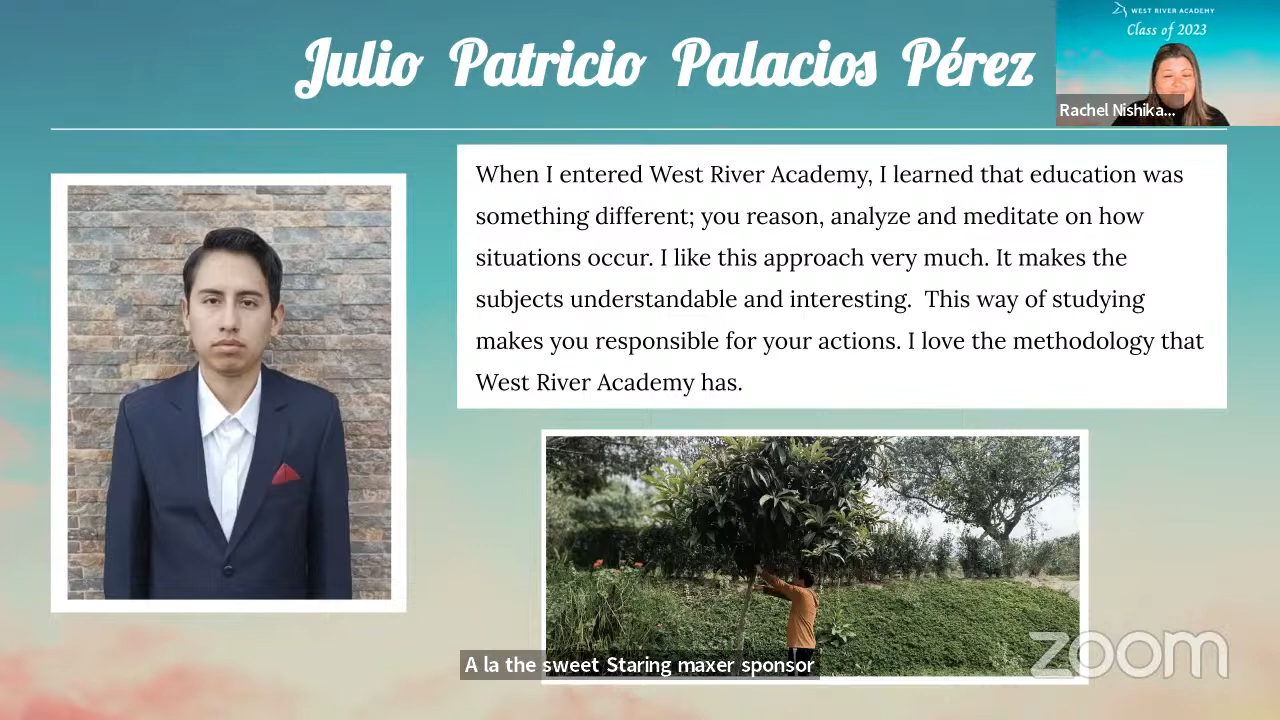 WEST RIVER ACADEMY
Class of 2023
Julio Patricio Palacios Pérez
Rachel Nishika...
When I entered West River Academy, I learned that education was
something different; you reason, analyze and meditate on how
situations occur. I like this approach very much. It makes the
subjects understandable and interesting. This way of studying
makes you responsible for your actions. I love the methodology that
West River Academy has.
A la the sweet Staring maxer sponsor
zoom